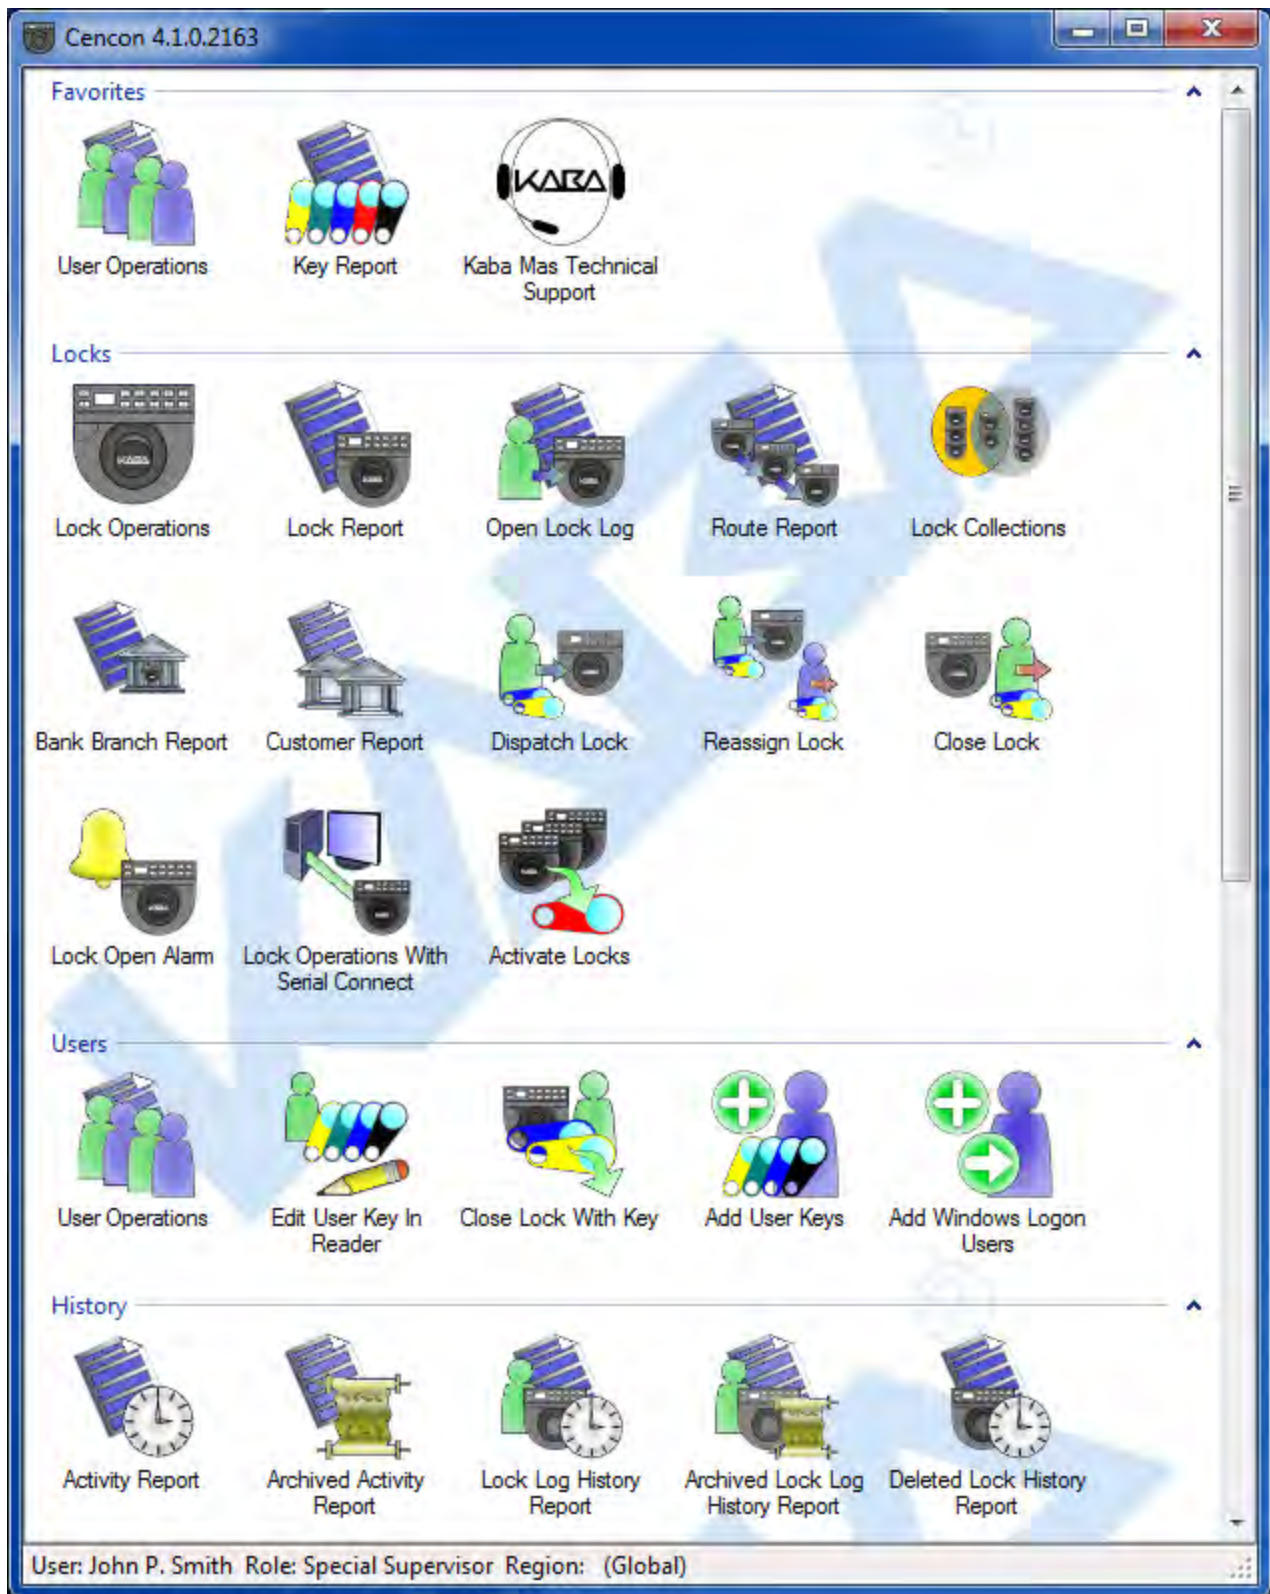 Cencon 4.1.0.2163
Favorites
User Operations Key Report Kaba Mas Technical
Support
KABA
Locks
KABA
Lock Operations Lock Report Open Lock Log Route Report Lock Collections
Bank Branch Report Customer Report Dispatch Lock Reassign Lock Close Lock
Lock Open Alarm Lock Operations With Activate Locks
Serial Connect
Users
User Operations Edit User Key In Close Lock With Key Add User Keys Add Windows Logon
Reader Users
History
Activity Report Archived Activity Lock Log History Archived Lock Log Deleted Lock History
Report Report History Report Report
User: John P. Smith Role: Special Supervisor Region: (Global)